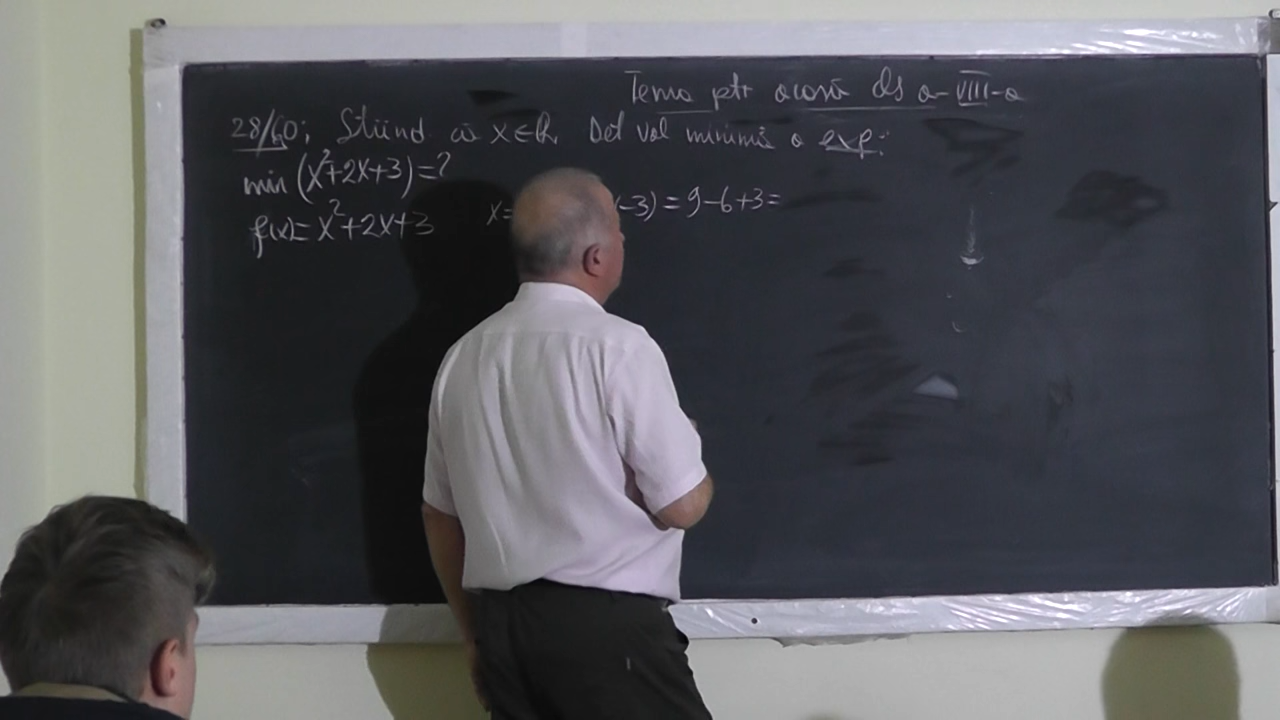 Tema ptr acasă cls a-VIII-a
28/60; Știind că x∈R, Det val minimă a exp:
min (x²+2x+3)=?
f(x)= x²+2x+3 x= (-3)=9-6+3=